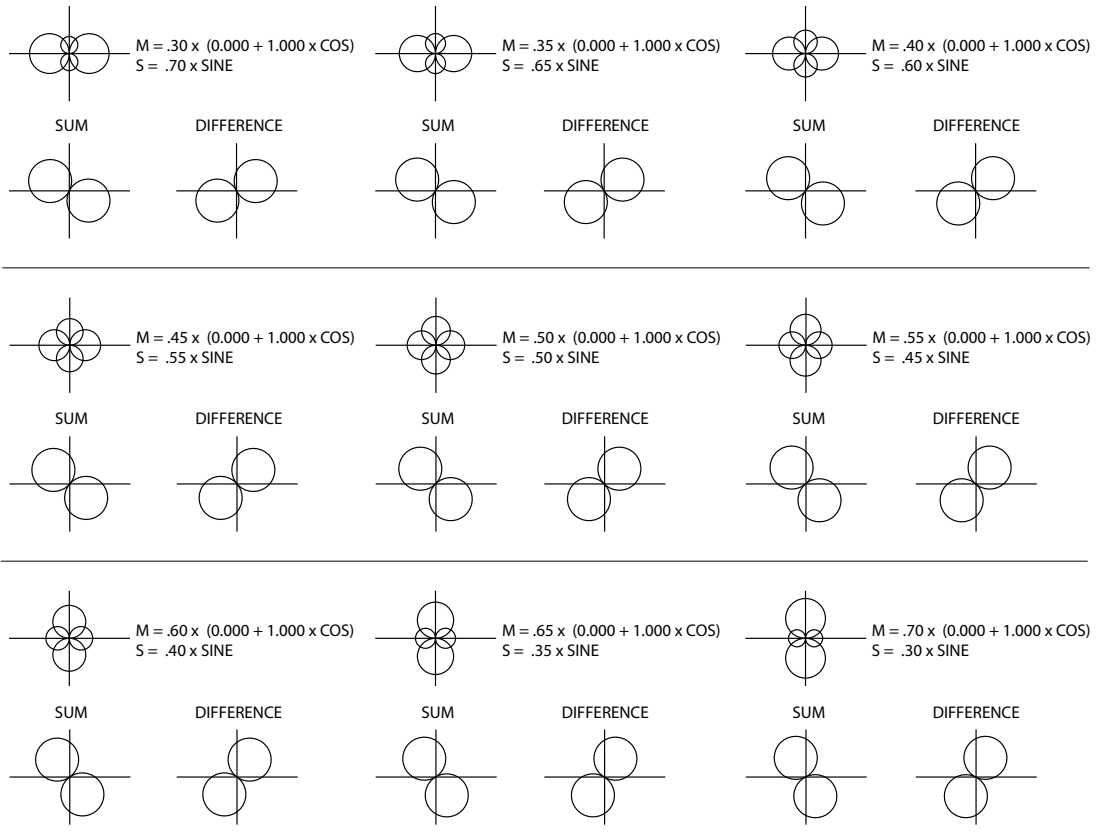 M = .30 x (0.000 + 1.000 x COS)
S = .70 x SINE
SUM
DIFFERENCE
M = .35 x (0.000 + 1.000 x COS)
S = .65 x SINE
SUM
DIFFERENCE
M = .40 x (0.000 + 1.000 x COS)
S = .60 x SINE
SUM
DIFFERENCE
M = .45 x (0.000 + 1.000 x COS)
S = .55 x SINE
SUM
DIFFERENCE
M = .50 x (0.000 + 1.000 x COS)
S = .50 x SINE
SUM
DIFFERENCE
M = .55 x (0.000 + 1.000 x COS)
S = .45 x SINE
SUM
DIFFERENCE
M = .60 x (0.000 + 1.000 x COS)
S = .40 x SINE
SUM
DIFFERENCE
M = .65 x (0.000 + 1.000 x COS)
S = .35 x SINE
SUM
DIFFERENCE
M = .70 x (0.000 + 1.000 x COS)
S = .30 x SINE
SUM
DIFFERENCE